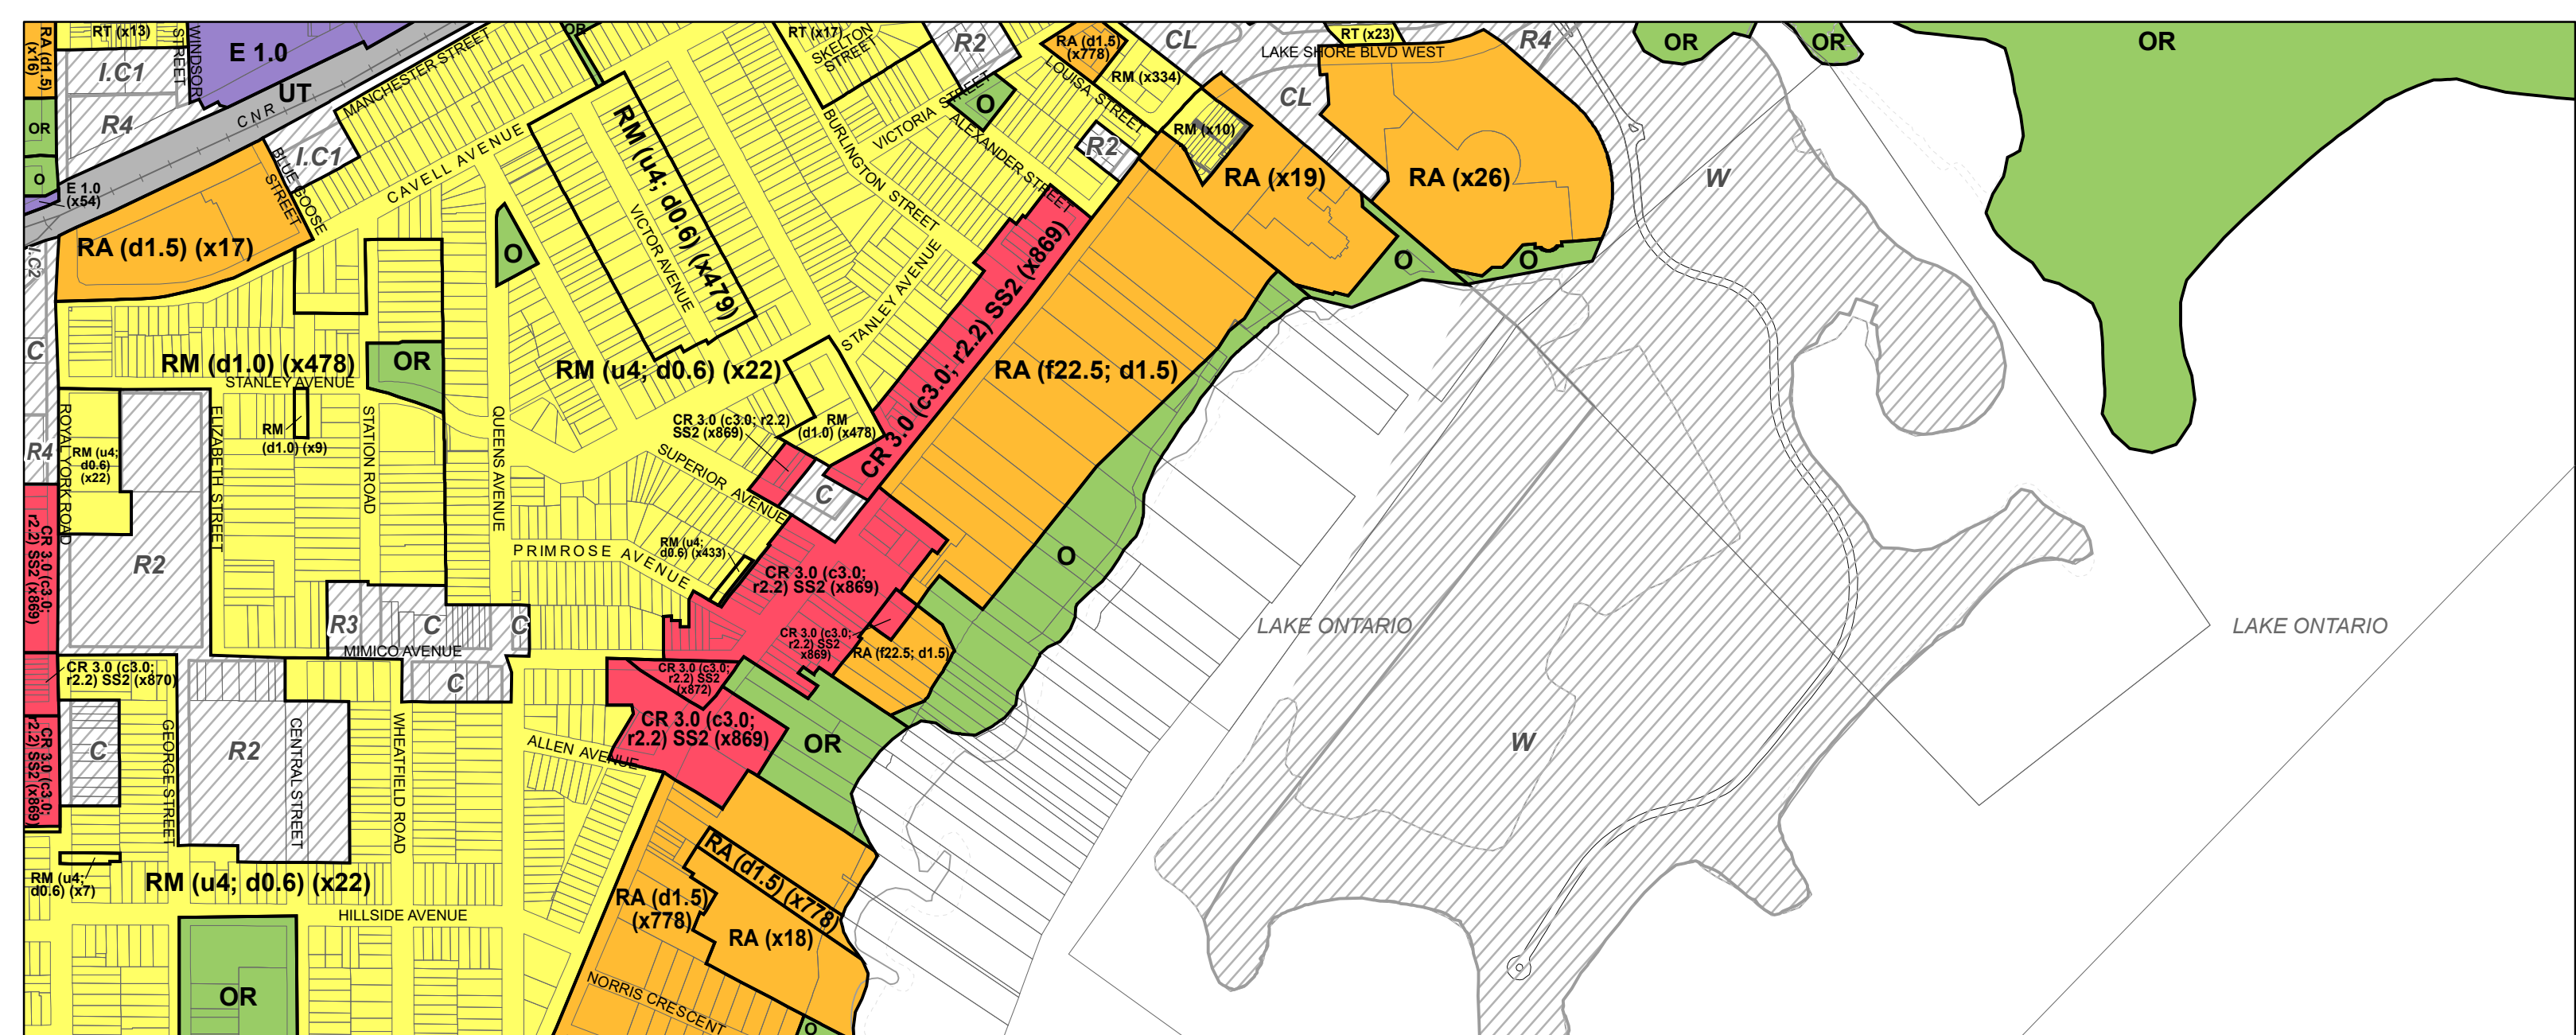 RA (d1.5)
(x16)
RT (x13)
STREET
WINDSOR
E 1.0
I.C1
R4
UT
CNR
MANCHESTER STREET
OR
RT (x17)
SKELTON
STREET
R2
RA (d1.5)
(x778)
CL
RM (x334)
LOUISA STREET
LAKE SHORE BLVD WEST
RT (x23)
R4
OR
OR
OR
CL
OR
O
E 1.0
(x54)
I.C1
BLUE GOOSE
STREET
CAVELL AVENUE
RM (u4; d0.6) (x479)
VICTOR AVENUE
BURLINGTON STREET
VICTORIA STREET
O
ALEXANDER STREET
R2
RM (x10)
RA (x19)
RA (x26)
W
RA (d1.5) (x17)
I.C2
O
STANLEY AVENUE
CR 3.0 (c3.0; r2.2) SS2 (x869)
O
O
C
RM (d1.0) (x478)
STANLEY AVENUE
OR
RM (u4; d0.6) (x22)
RA (f22.5; d1.5)
R4
ROYAL YORK ROAD
RM (u4;
d0.6)
(x22)
ELIZABETH STREET
RM
(d1.0) (x9)
STATION ROAD
QUEENS AVENUE
CR 3.0 (c3.0; r2.2)
SS2 (x869)
RM
(d1.0) (x478)
SUPERIOR AVENUE
C
CR 3.0 (c3.0;
r2.2) SS2 (x869)
R2
PRIMROSE AVENUE
RM (u4;
d0.6) (x433)
CR 3.0 (c3.0;
r2.2) SS2 (x869)
O
R3
C
C
MIMICO AVENUE
CR 3.0 (c3.0;
r2.2) SS2
x869)
RA (f22.5; d1.5)
LAKE ONTARIO
LAKE ONTARIO
CR 3.0 (c3.0;
r2.2) SS2 (x870)
C
CR 3.0 (c3.0;
r2.2) SS2
(x872)
CR 3.0 (c3.0;
r2.2) SS2 (x869)
CR 3.0 (c3.0;
r2.2) SS2 (x869)
C
GEORGE STREET
R2
CENTRAL STREET
WHEATFIELD ROAD
ALLEN AVENUE
OR
W
RM (u4;
d0.6) (x7)
RM (u4; d0.6) (x22)
RA (d1.5) (x778)
RA (d1.5)
(x778)
RA (x18)
HILLSIDE AVENUE
OR
NORRIS CRESCENT
O